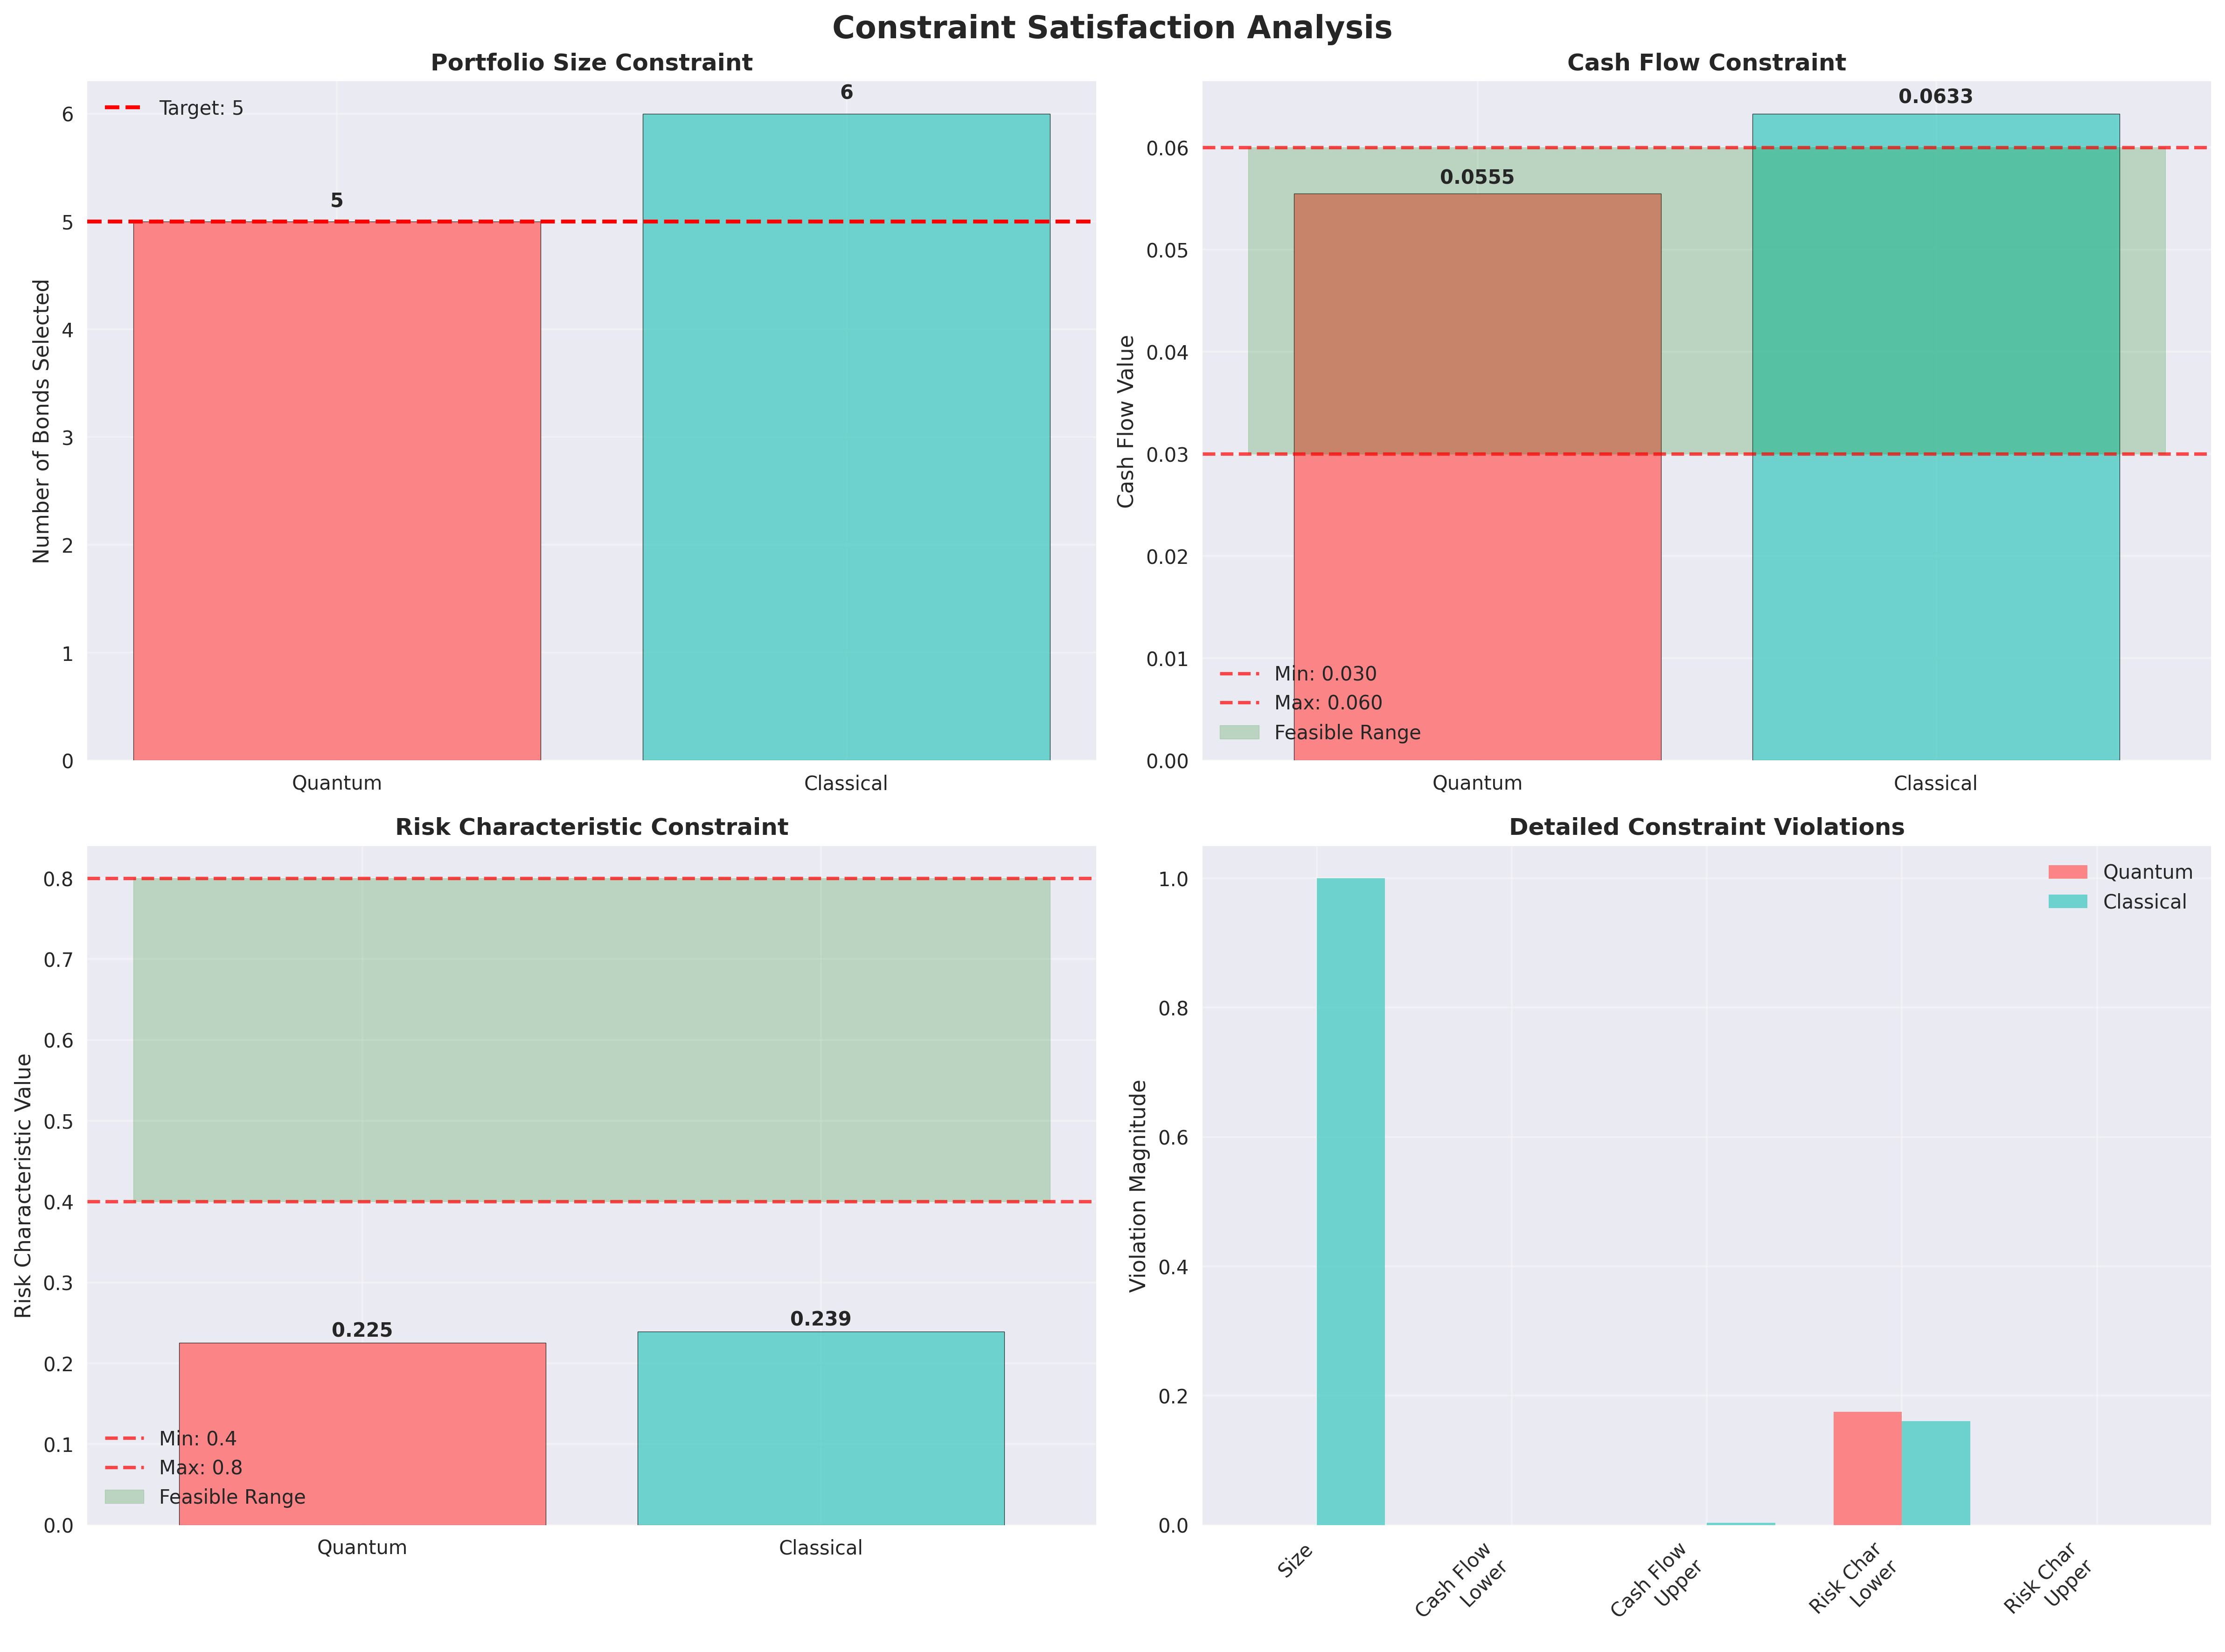 Constraint Satisfaction Analysis
Portfolio Size Constraint
Target: 5
6
5
Number of Bonds Selected
6
5
4
3
2
1
0
Quantum
Classical
Cash Flow Constraint
0.0633
0.0555
Cash Flow Value
0.06
0.05
0.04
0.03
0.02
0.01
0.00
Min: 0.030
Max: 0.060
Feasible Range
Quantum
Classical
Risk Characteristic Constraint
Risk Characteristic Value
0.8
0.7
0.6
0.5
0.4
0.3
0.2
0.1
0.0
0.225
0.239
Min: 0.4
Max: 0.8
Feasible Range
Quantum
Classical
Detailed Constraint Violations
Quantum
Classical
Violation Magnitude
1.0
0.8
0.6
0.4
0.2
0.0
Size
Cash Flow
Lower
Cash Flow
Upper
Risk Char
Lower
Risk Char
Upper